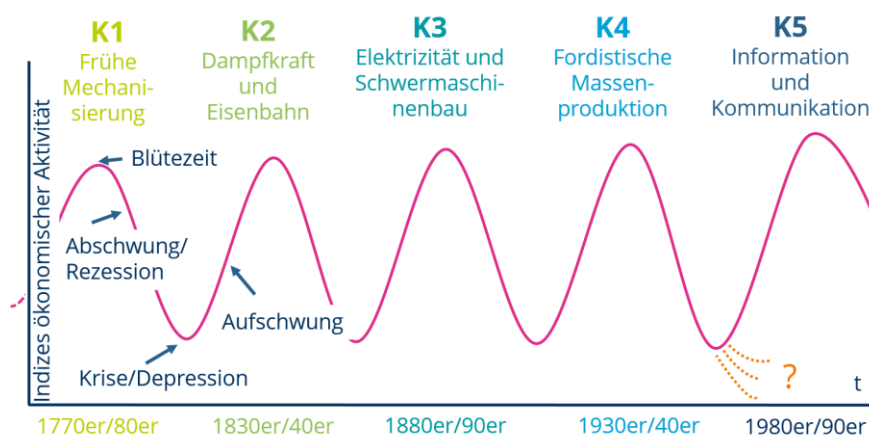 K1
Frühe
Mechani-
sierung
K2
Dampfkraft
und
Eisenbahn
K3
Elektrizität und
Schwermaschi-
nenbau
K4
Fordistische
Massen-
produktion
K5
Information
und
Kommunikation
Indizes ökonomischer Aktivität
Blütezeit
Abschwung/
Rezession
Aufschwung
Krise/Depression
?
t
1770er/80er
1830er/40er
1880er/90er
1930er/40er
1980er/90er